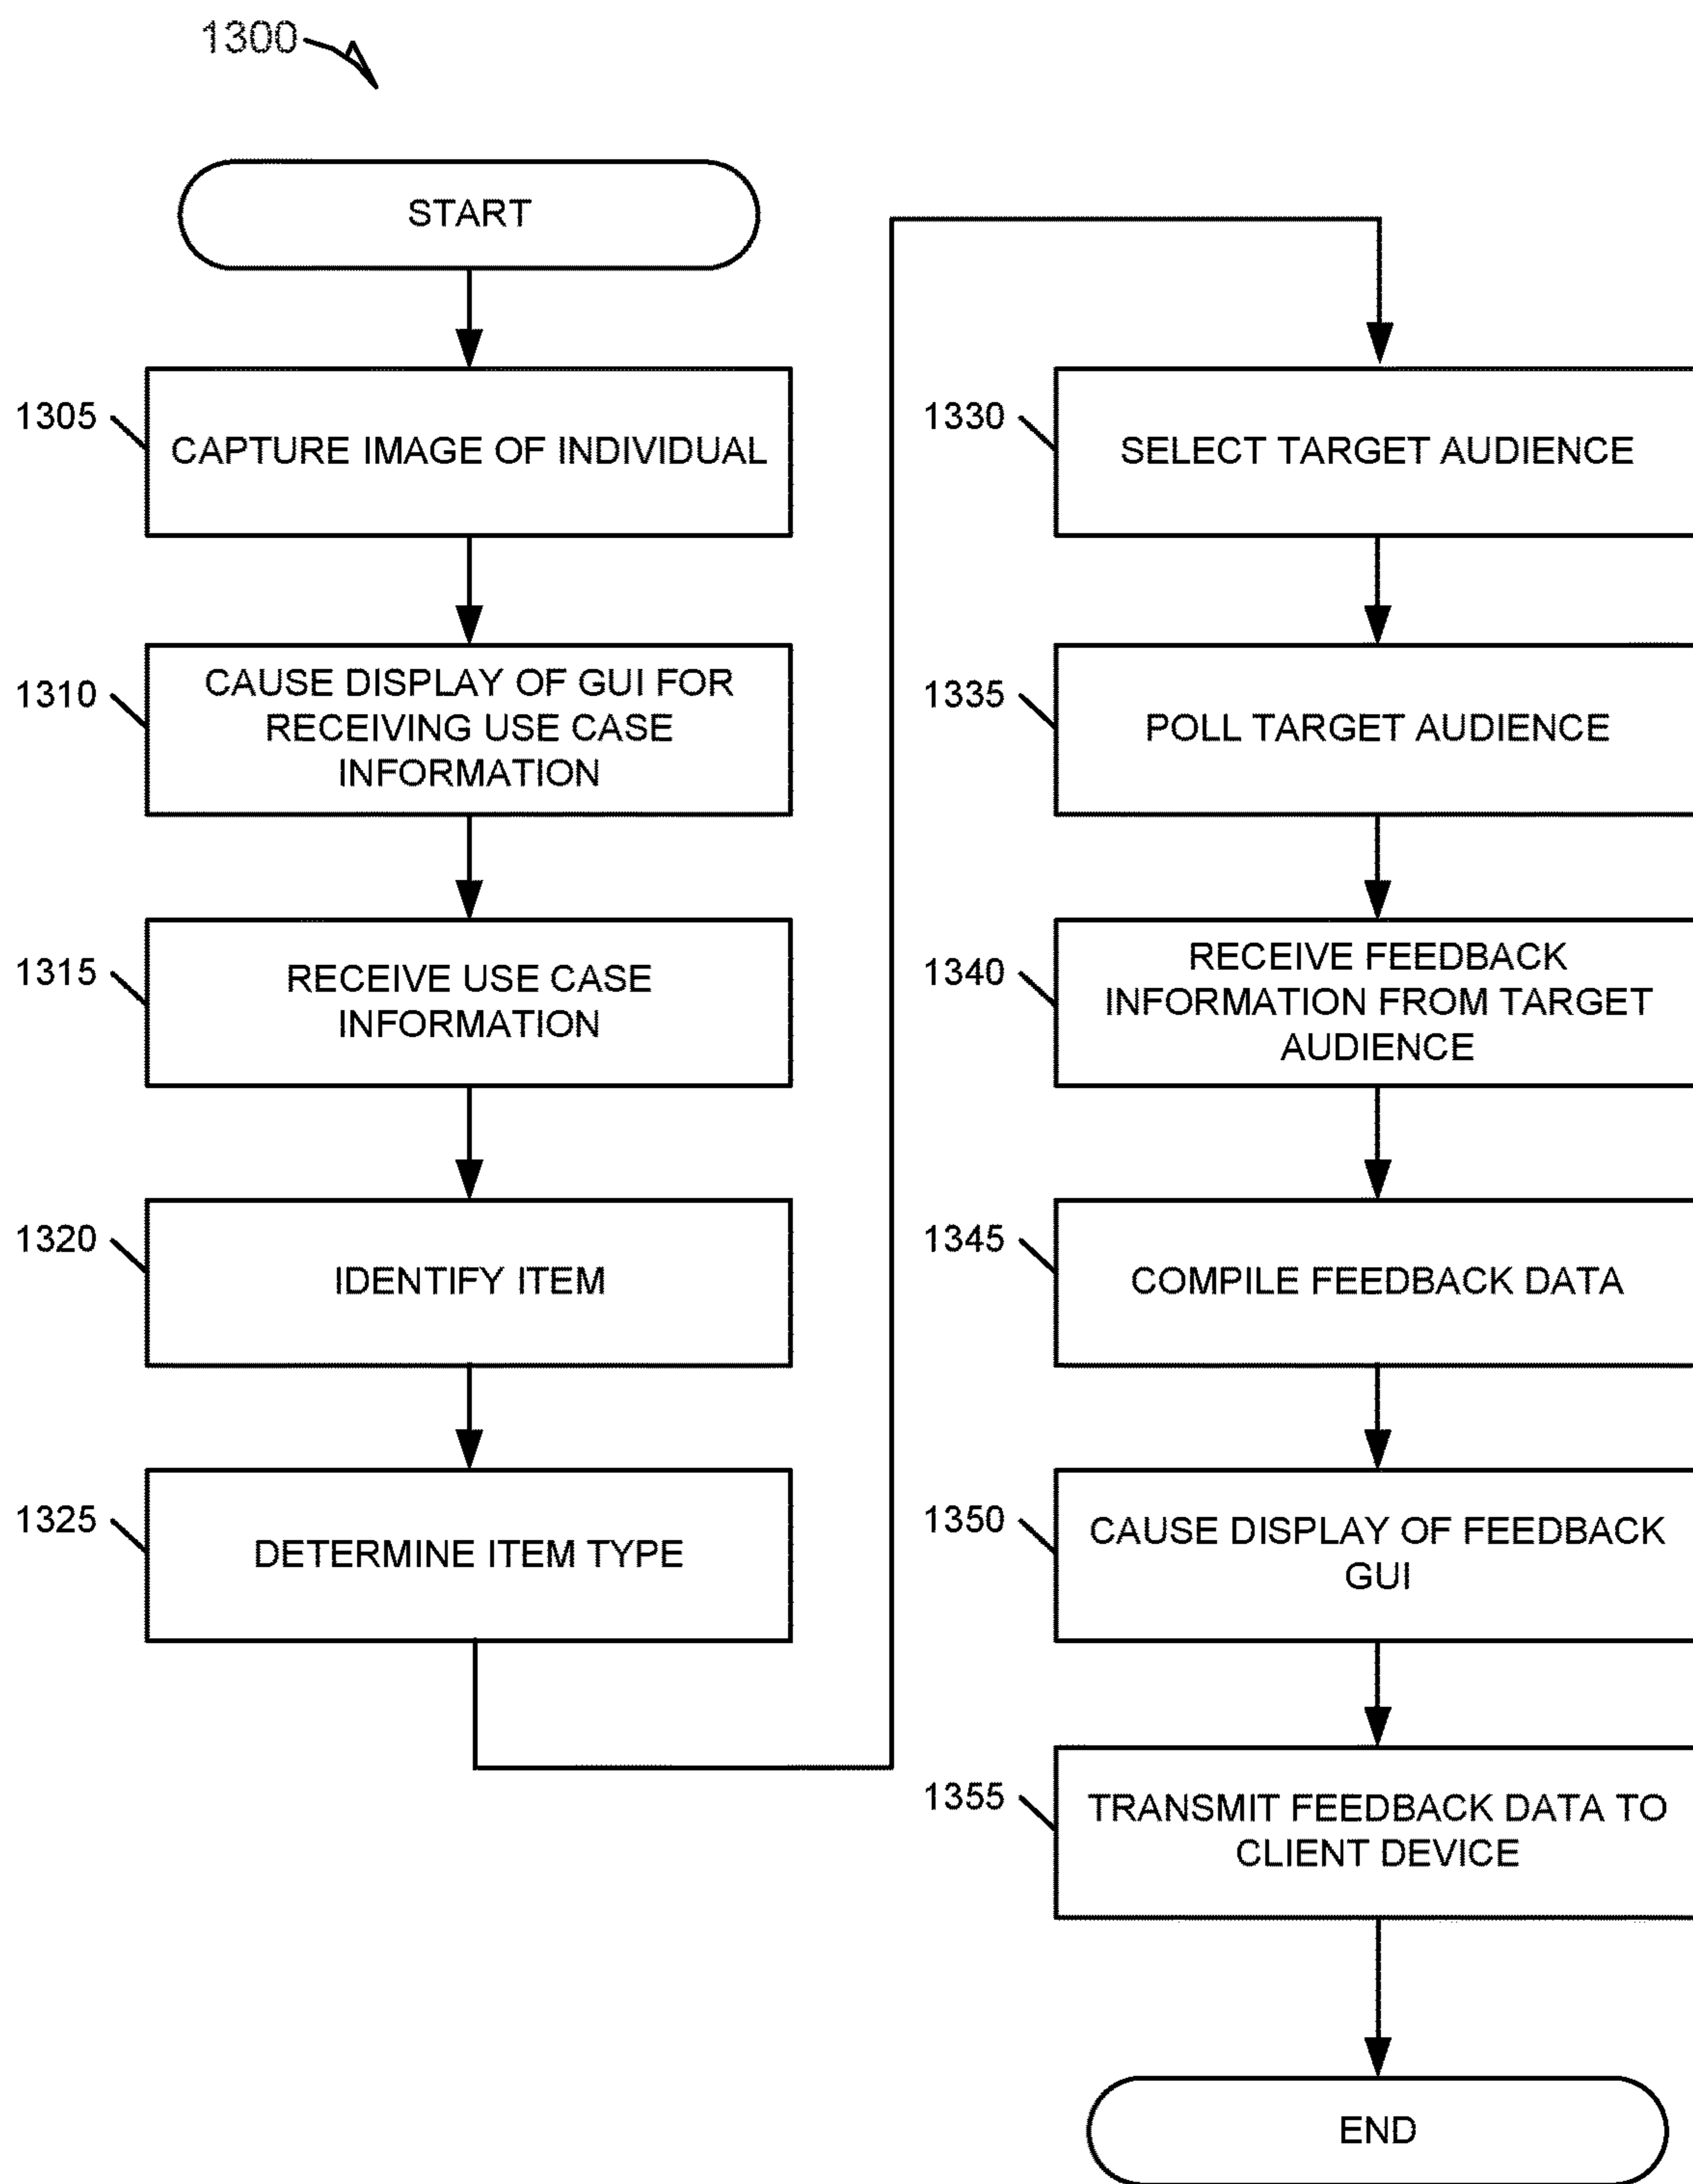 1300
START
1305
CAPTURE IMAGE OF INDIVIDUAL
1310
CAUSE DISPLAY OF GUI FOR
RECEIVING USE CASE
INFORMATION
1315
RECEIVE USE CASE
INFORMATION
1320
IDENTIFY ITEM
1325
DETERMINE ITEM TYPE
1330
SELECT TARGET AUDIENCE
1335
POLL TARGET AUDIENCE
1340
RECEIVE FEEDBACK
INFORMATION FROM TARGET
AUDIENCE
1345
COMPILE FEEDBACK DATA
1350
CAUSE DISPLAY OF FEEDBACK
GUI
1355
TRANSMIT FEEDBACK DATA TO
CLIENT DEVICE
END